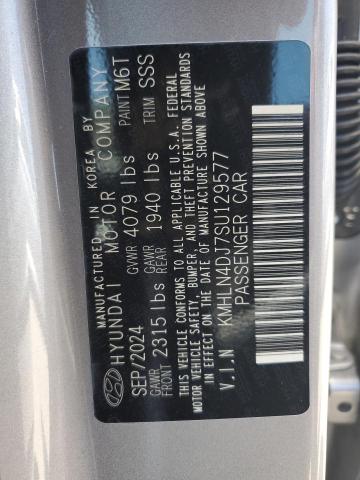 MANUFACTURED IN KOREA BY
HYUNDAI MOTOR COMPANY
SEP/2024 GVWR 4079 lbs PAINT M6T
GAWR FRONT 2315 lbs GAWR REAR 1940 lbs TRIM SSS
THIS VEHICLE CONFORMS TO ALL APPLICABLE U.S.A. FEDERAL
MOTOR VEHICLE SAFETY, BUMPER, AND THEFT PREVENTION STANDARDS
IN EFFECT ON THE DATE OF MANUFACTURE SHOWN ABOVE
V.I.N KMHLN4DJ7SU129577
PASSENGER CAR